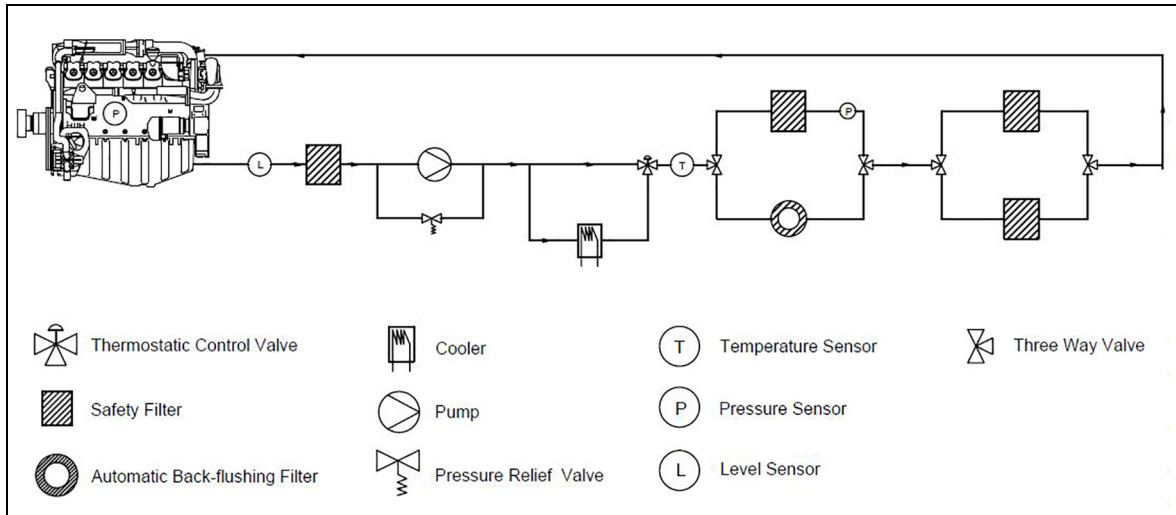 P
P
L
T
Thermostatic Control Valve
Cooler
T
Temperature Sensor
Three Way Valve
Safety Filter
Pump
P
Pressure Sensor
Automatic Back-flushing Filter
Pressure Relief Valve
L
Level Sensor